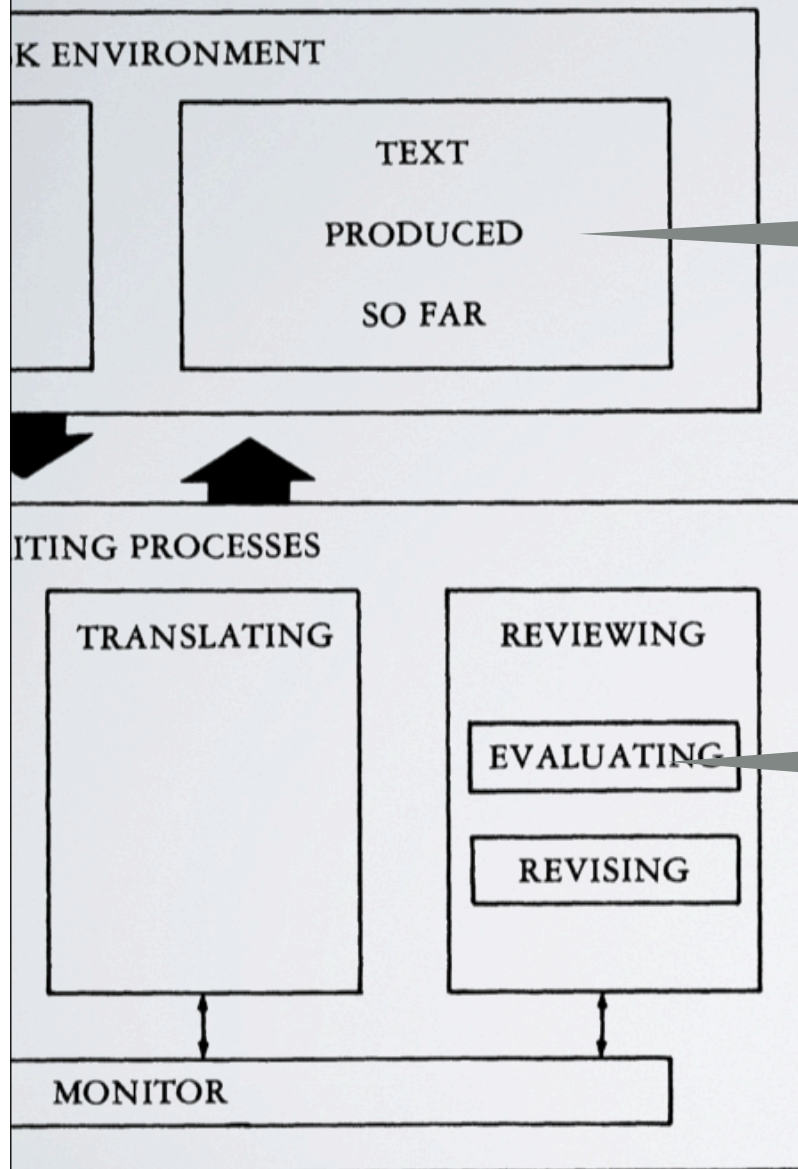 K ENVIRONMENT
TEXT
PRODUCED
SO FAR
ITING PROCESSES
TRANSLATING
REVIEWING
EVALUATING
REVISING
MONITOR